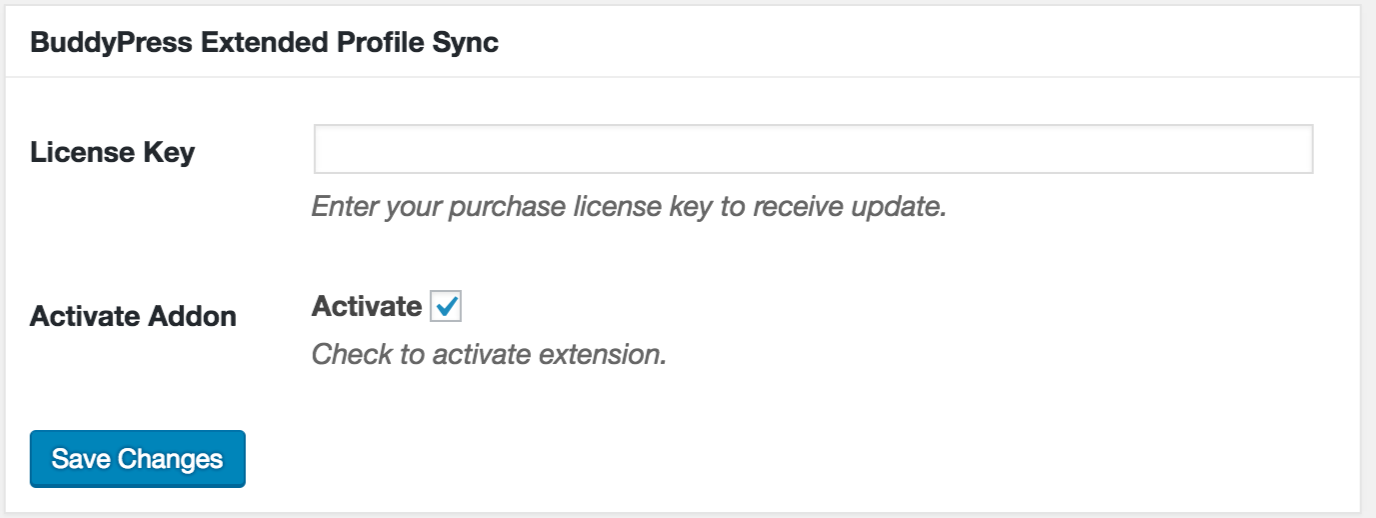 BuddyPress Extended Profile Sync
License Key
Enter your purchase license key to receive update.
Activate Addon
Activate
Check to activate extension.
Save Changes